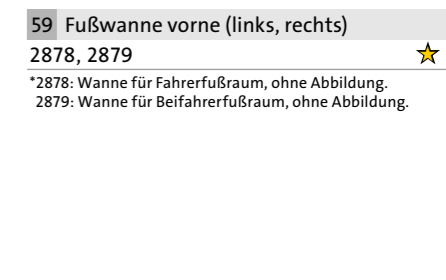 59 Fußwanne vorne (links, rechts)
2878, 2879
*2878: Wanne für Fahrerfußraum, ohne Abbildung.
2879: Wanne für Beifahrerfußraum, ohne Abbildung.